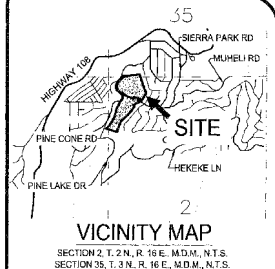 35
SIERRA PARK RD
MUHELI RD
HIGHWAY 108
SITE
PINE CONE RD
HEKEKE LN
PINE LAKE DR
2
VICINITY MAP
SECTION 2, T. 2 N., R. 16 E., M.D.M., N.T.S.
SECTION 35, T. 3 N., R. 16 E., M.D.M., N.T.S.